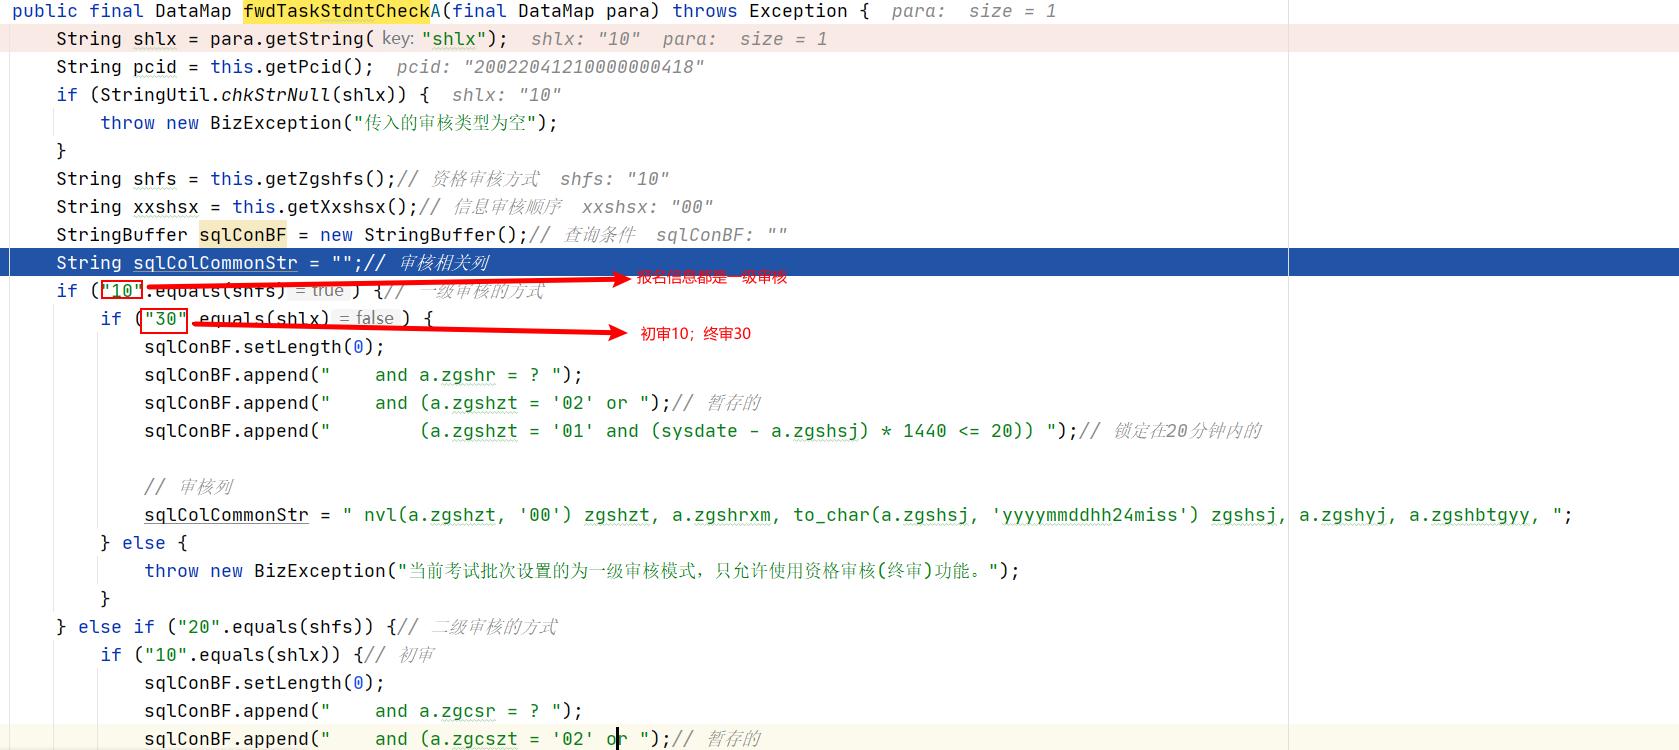 public final DataMap fwdTaskStdntCheckA(final DataMap para) throws Exception {  para:  size = 1
    String shlx = para.getString( key: "shlx");  shlx: "10"  para:  size = 1
    String pcid = this.getPcid();  pcid: "20022041210000000418"
    if (StringUtil.chkStrNull(shlx)) {  shlx: "10"
        throw new BizException("传入的审核类型为空");
    }
    String shfs = this.getZgshfs();// 资格审核方式  shfs: "10"
    String xxshsx = this.getXxshsx();// 信息审核顺序  xxshsx: "00"
    StringBuffer sqlConBF = new StringBuffer();// 查询条件  sqlConBF: ""
    String sqlColCommonStr = "";// 审核相关列
报名信息都是一级审核
    if ("10".equals(shfs) = true ) {// 一级审核的方式
        if ("30".equals(shlx) = false ) {
初审10; 终审30
            sqlConBF.setLength(0);
            sqlConBF.append("    and a.zgshr = ? ");
            sqlConBF.append("    and (a.zgshzt = '02' or ");// 暂存的
            sqlConBF.append("        (a.zgshzt = '01' and (sysdate - a.zgshsj) * 1440 <= 20)) ");// 锁定在20分钟内的
            // 审核列
            sqlColCommonStr = " nvl(a.zgshzt, '00') zgshzt, a.zgshrxm, to_char(a.zgshsj, 'yyyymmddhh24miss') zgshsj, a.zgshyj, a.zgshbtgyy, ";
        } else {
            throw new BizException("当前考试批次设置的为一级审核模式，只允许使用资格审核(终审)功能。");
        }
    } else if ("20".equals(shfs)) {// 二级审核的方式
        if ("10".equals(shlx)) {// 初审
            sqlConBF.setLength(0);
            sqlConBF.append("    and a.zgcsr = ? ");
            sqlConBF.append("    and (a.zgcszt = '02' or ");// 暂存的